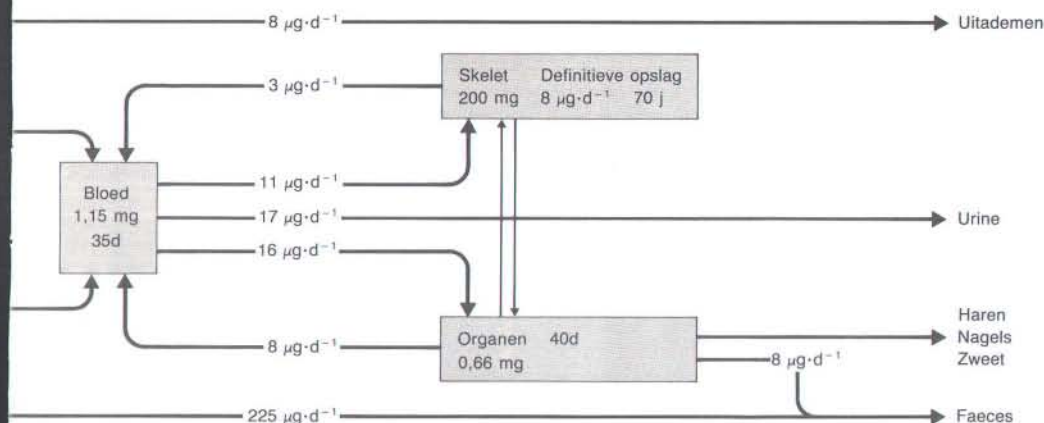 8 μg·d⁻¹
Uitademen
3 μg·d⁻¹
Skelet Definitieve opslag
200 mg 8 μg·d⁻¹ 70 j
Bloed
1,15 mg
35d
11 μg·d⁻¹
17 μg·d⁻¹
Urine
16 μg·d⁻¹
8 μg·d⁻¹
Organen 40d
0,66 mg
Haren
Nagels
Zweet
8 μg·d⁻¹
225 μg·d⁻¹
Faeces